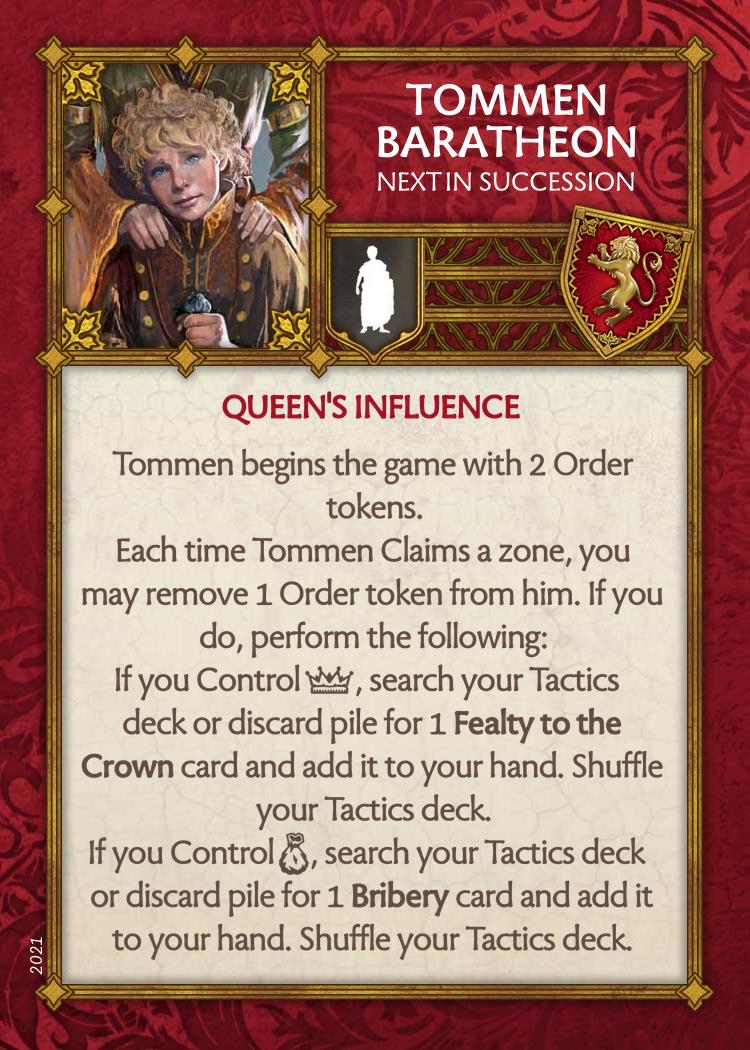 TOMMEN
BARATHEON
NEXT IN SUCCESSION
QUEEN'S INFLUENCE
Tommen begins the game with 2 Order
tokens.
Each time Tommen Claims a zone, you
may remove 1 Order token from him. If you
do, perform the following:
If you Control , search your Tactics
deck or discard pile for 1 Fealty to the
Crown card and add it to your hand. Shuffle
your Tactics deck.
If you Control , search your Tactics deck
or discard pile for 1 Bribery card and add it
to your hand. Shuffle your Tactics deck.
2021